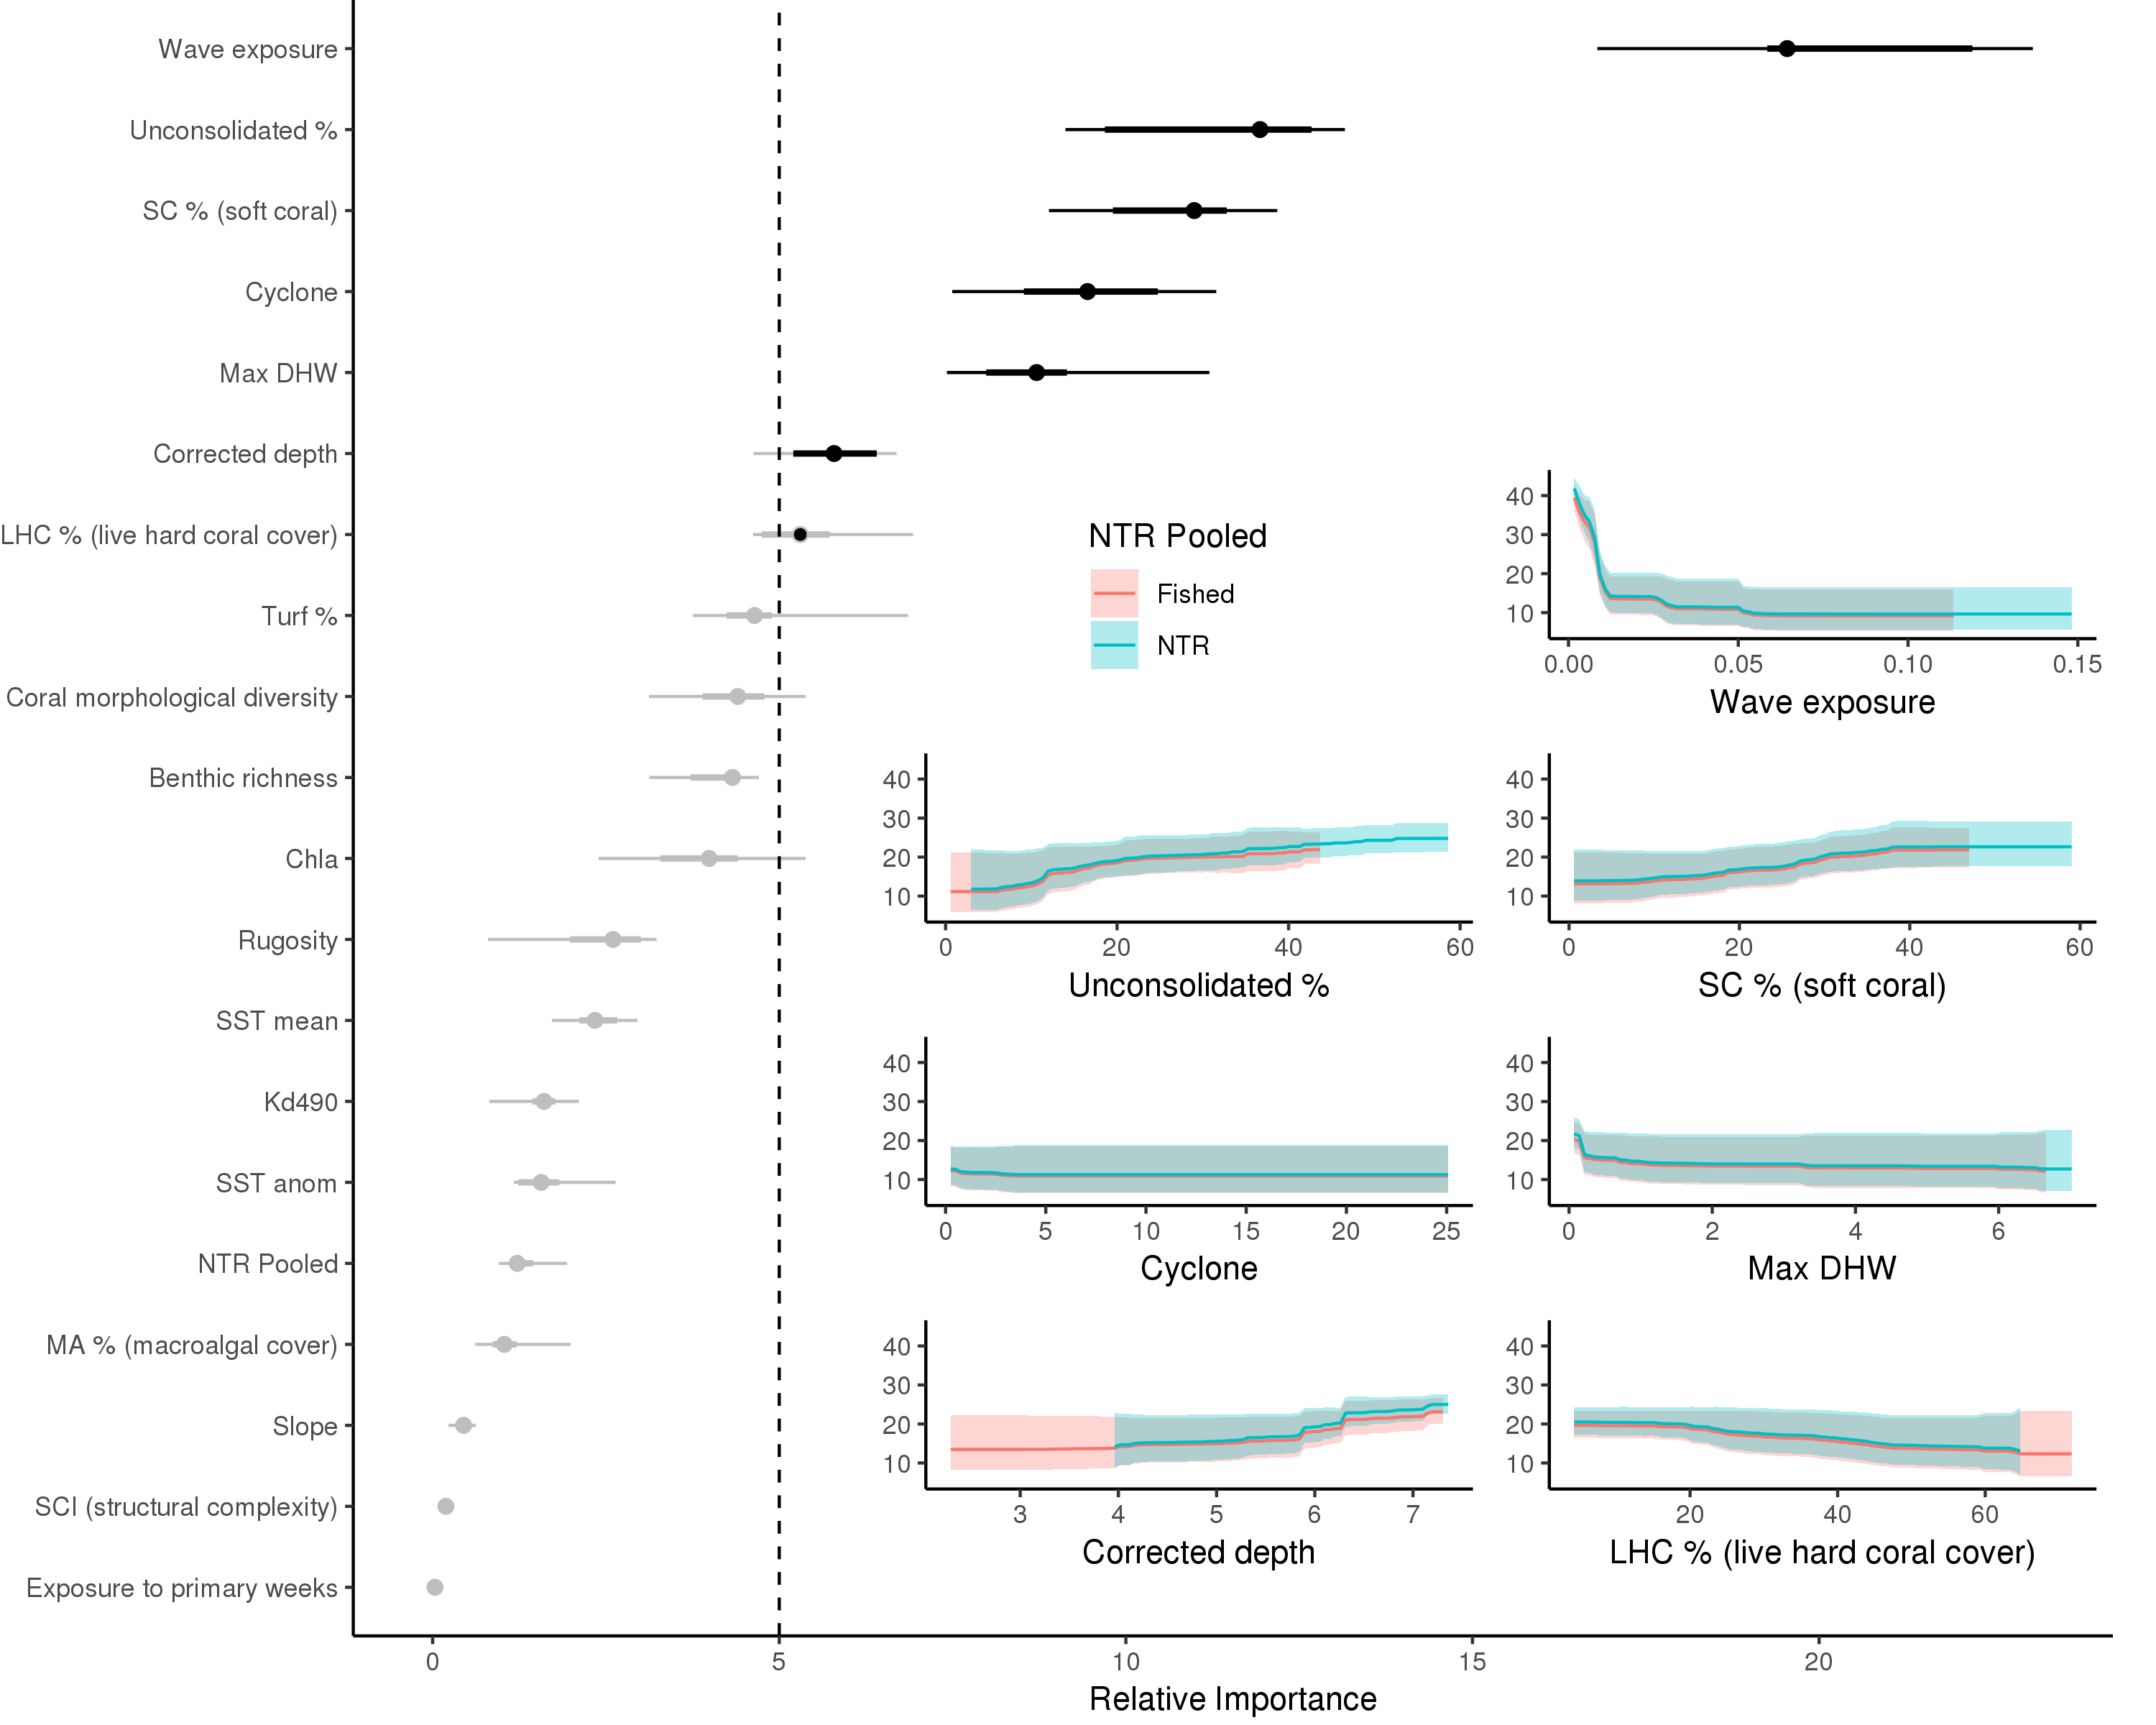 Wave exposure
Unconsolidated %
SC % (soft coral)
Cyclone
Max DHW
Corrected depth
LHC % (live hard coral cover)
Turf %
Coral morphological diversity
Benthic richness
Chla
Rugosity
SST mean
Kd490
SST anom
NTR Pooled
MA % (macroalgal cover)
Slope
SCI (structural complexity)
Exposure to primary weeks
0 5 10 15 20
Relative Importance
NTR Pooled
Fished
NTR
40
30
20
10
0.00 0.05 0.10 0.15
Wave exposure
40
30
20
10
0 20 40 60
Unconsolidated %
40
30
20
10
0 20 40 60
SC % (soft coral)
40
30
20
10
0 5 10 15 20 25
Cyclone
40
30
20
10
0 2 4 6
Max DHW
40
30
20
10
3 4 5 6 7
Corrected depth
40
30
20
10
20 40 60
LHC % (live hard coral cover)